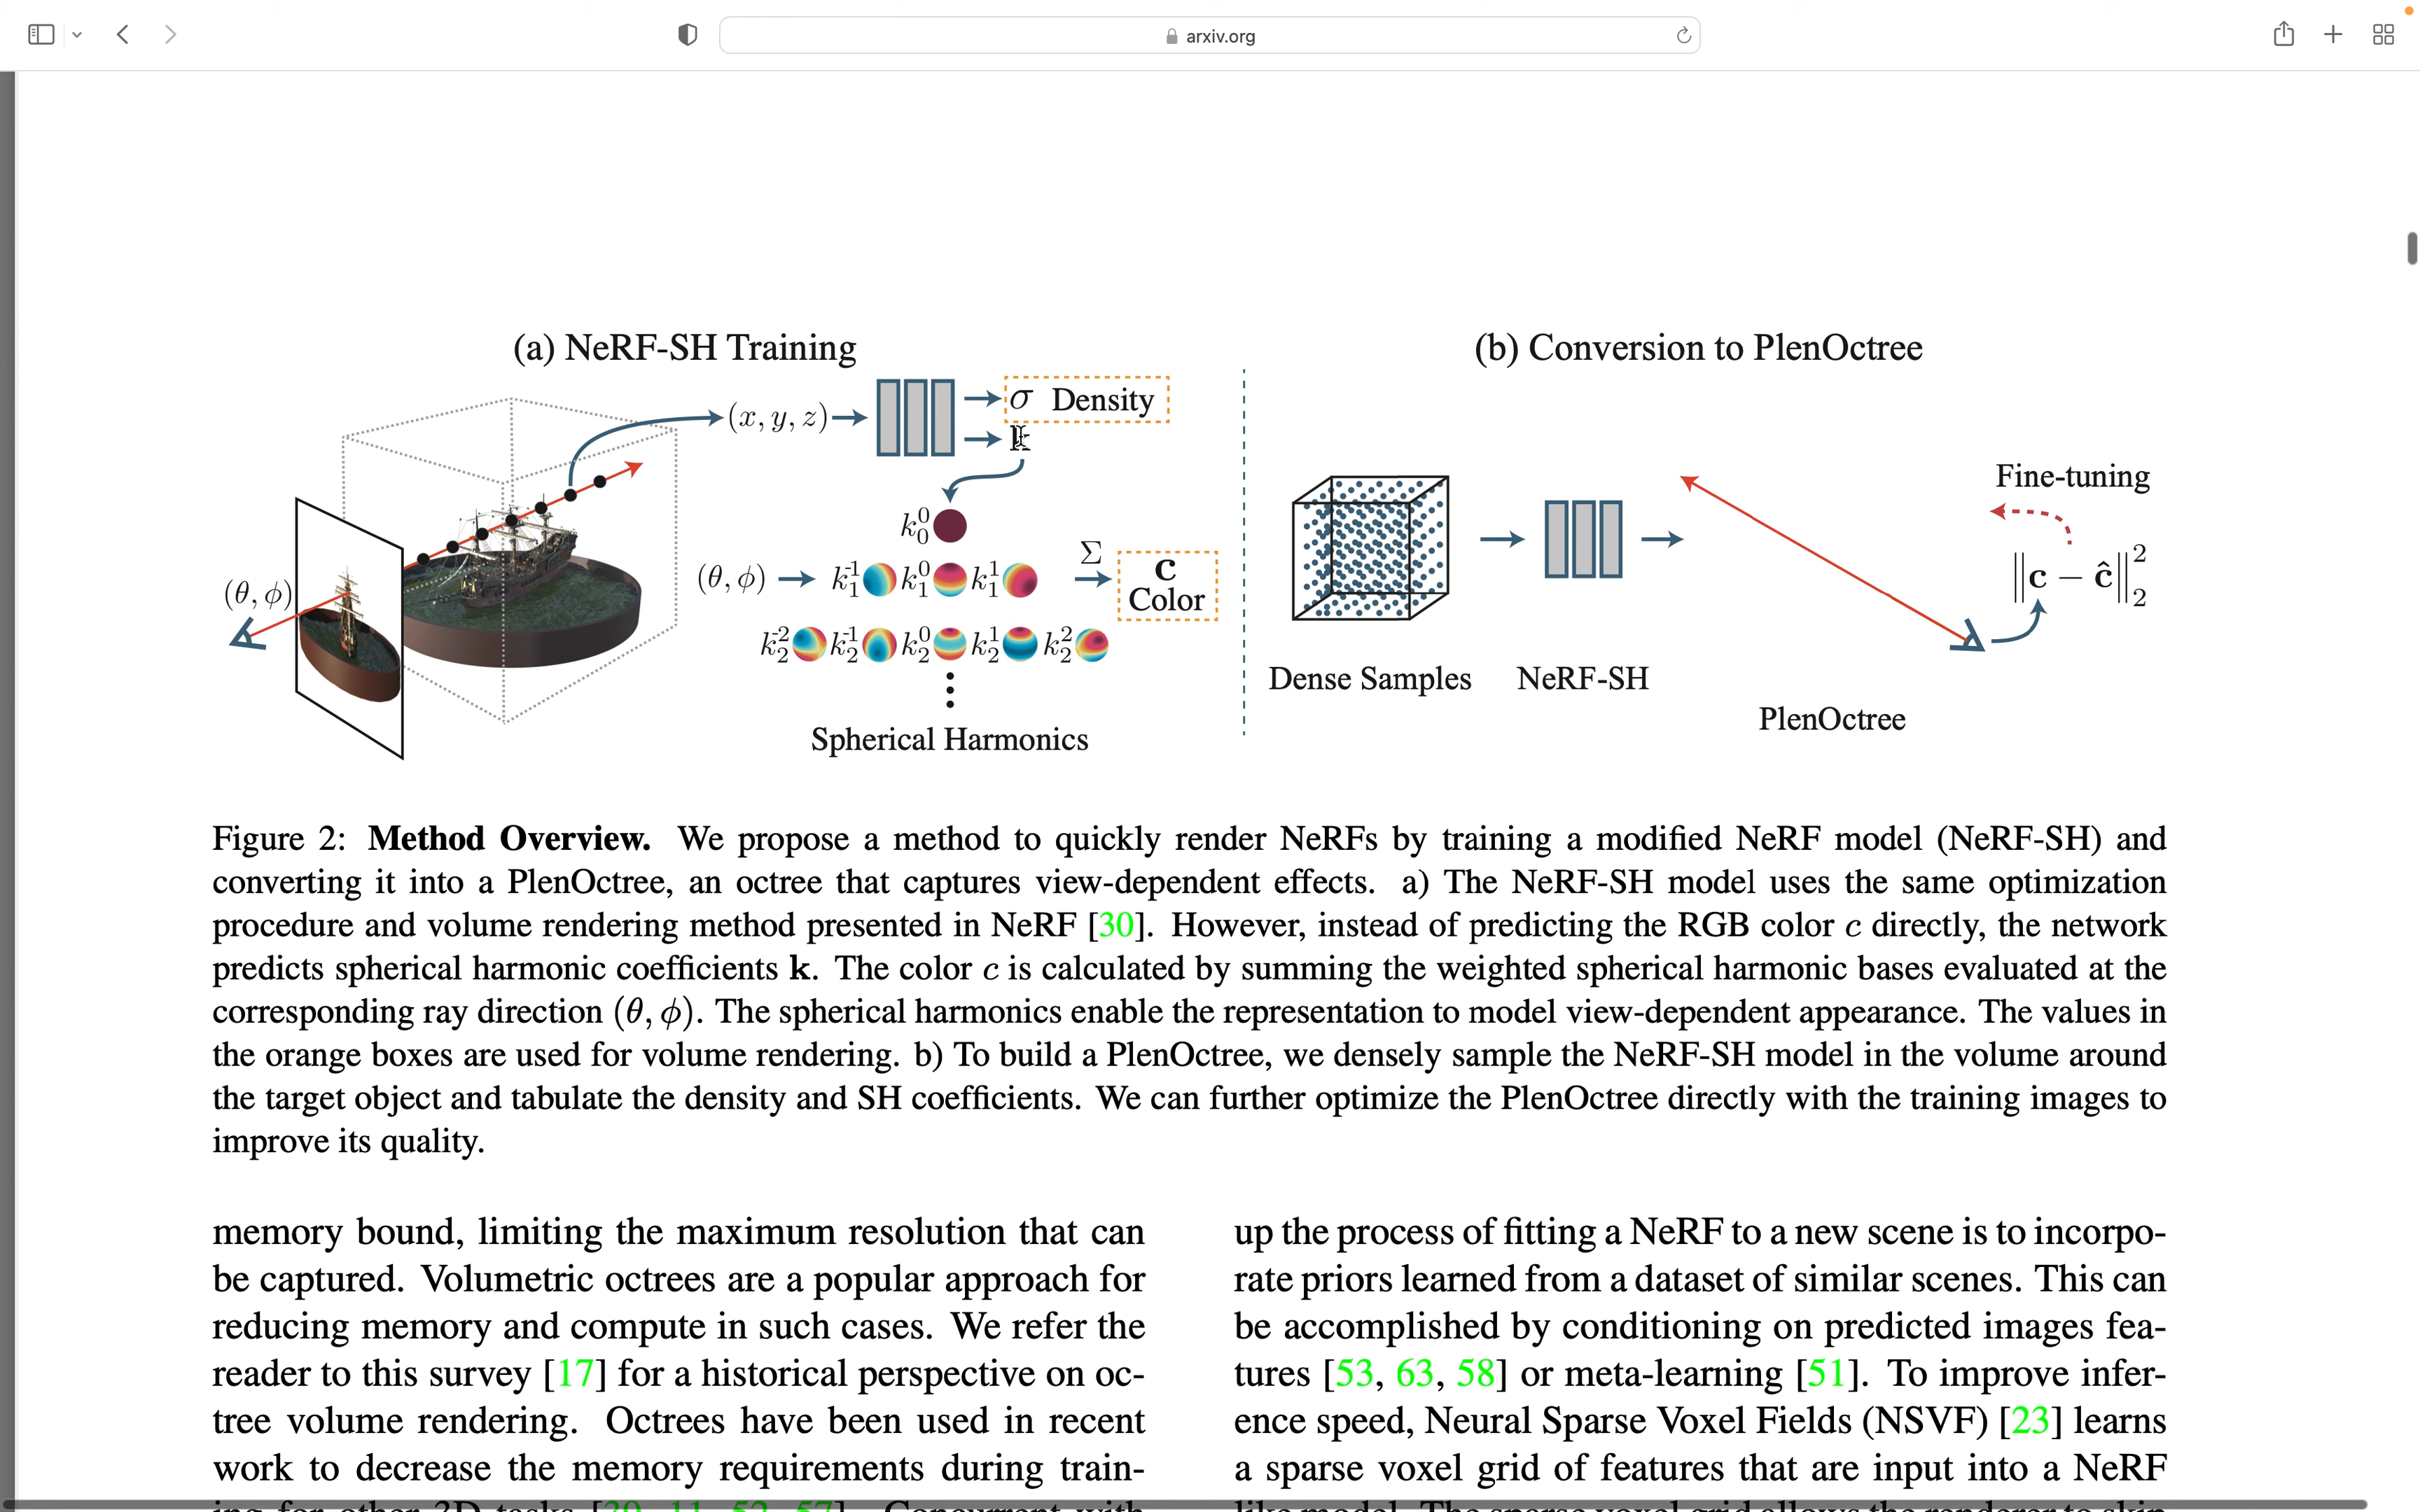 arxiv.org
(a) NeRF-SH Training
(b) Conversion to PlenOctree
(x, y, z)
σ Density
k
(θ, ϕ)
k₀⁰
(θ, ϕ)
k₁⁻¹ k₁⁰ k₁¹
Σ
c
Color
k₂⁻² k₂⁻¹ k₂⁰ k₂¹ k₂²
Spherical Harmonics
Dense Samples
NeRF-SH
PlenOctree
Fine-tuning
‖c − ĉ‖₂²
Figure 2: Method Overview. We propose a method to quickly render NeRFs by training a modified NeRF model (NeRF-SH) and
converting it into a PlenOctree, an octree that captures view-dependent effects. a) The NeRF-SH model uses the same optimization
procedure and volume rendering method presented in NeRF [30]. However, instead of predicting the RGB color c directly, the network
predicts spherical harmonic coefficients k. The color c is calculated by summing the weighted spherical harmonic bases evaluated at the
corresponding ray direction (θ, ϕ). The spherical harmonics enable the representation to model view-dependent appearance. The values in
the orange boxes are used for volume rendering. b) To build a PlenOctree, we densely sample the NeRF-SH model in the volume around
the target object and tabulate the density and SH coefficients. We can further optimize the PlenOctree directly with the training images to
improve its quality.
memory bound, limiting the maximum resolution that can
be captured. Volumetric octrees are a popular approach for
reducing memory and compute in such cases. We refer the
reader to this survey [17] for a historical perspective on oc-
tree volume rendering. Octrees have been used in recent
work to decrease the memory requirements during train-
up the process of fitting a NeRF to a new scene is to incorpo-
rate priors learned from a dataset of similar scenes. This can
be accomplished by conditioning on predicted images fea-
tures [53, 63, 58] or meta-learning [51]. To improve infer-
ence speed, Neural Sparse Voxel Fields (NSVF) [23] learns
a sparse voxel grid of features that are input into a NeRF